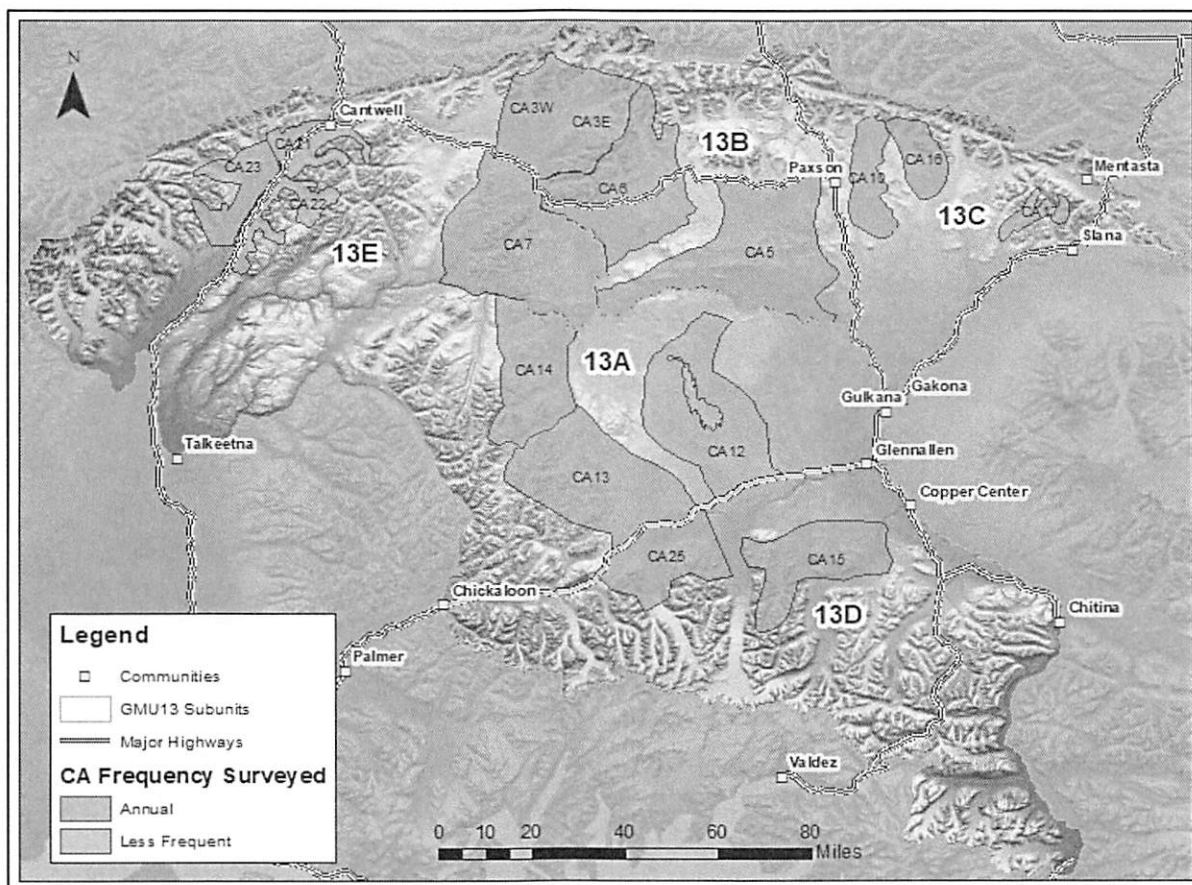 N
CA3W
CA3E
Cantwell
CA21
CA23
CA22
13B
CA6
Paxson
CA10
CA16
Mentasta
13C
Slana
13E
CA7
CA5
13A
CA14
Gakona
Gulkana
Talkeetna
CA12
Glennallen
CA13
Copper Center
CA25
CA15
Chickaloon
13D
Chitina
Palmer
Valdez
Legend
Communities
GMU13 Subunits
Major Highways
CA Frequency Surveyed
Annual
Less Frequent
0 10 20 40 60 80
Miles